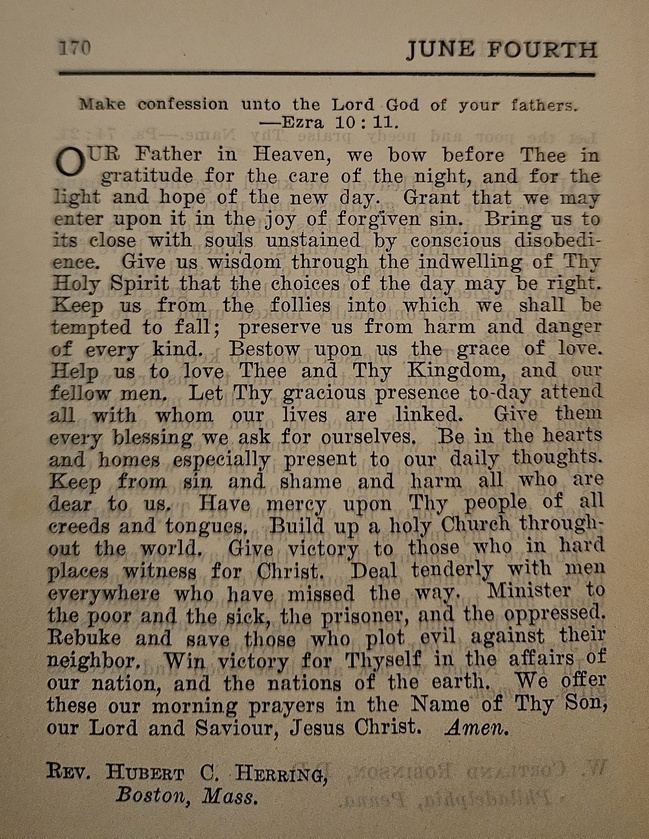 170 JUNE FOURTH
Make confession unto the Lord God of your fathers.
—Ezra 10 : 11.
OUR Father in Heaven, we bow before Thee in
gratitude for the care of the night, and for the
light and hope of the new day. Grant that we may
enter upon it in the joy of forgiven sin. Bring us to
its close with souls unstained by conscious disobedi-
ence. Give us wisdom through the indwelling of Thy
Holy Spirit that the choices of the day may be right.
Keep us from the follies into which we shall be
tempted to fall; preserve us from harm and danger
of every kind. Bestow upon us the grace of love.
Help us to love Thee and Thy Kingdom, and our
fellow men. Let Thy gracious presence to-day attend
all with whom our lives are linked. Give them
every blessing we ask for ourselves. Be in the hearts
and homes especially present to our daily thoughts.
Keep from sin and shame and harm all who are
dear to us. Have mercy upon Thy people of all
creeds and tongues. Build up a holy Church through-
out the world. Give victory to those who in hard
places witness for Christ. Deal tenderly with men
everywhere who have missed the way. Minister to
the poor and the sick, the prisoner, and the oppressed.
Rebuke and save those who plot evil against their
neighbor. Win victory for Thyself in the affairs of
our nation, and the nations of the earth. We offer
these our morning prayers in the Name of Thy Son,
our Lord and Saviour, Jesus Christ. Amen.
REV. HUBERT C. HERRING,
Boston, Mass.